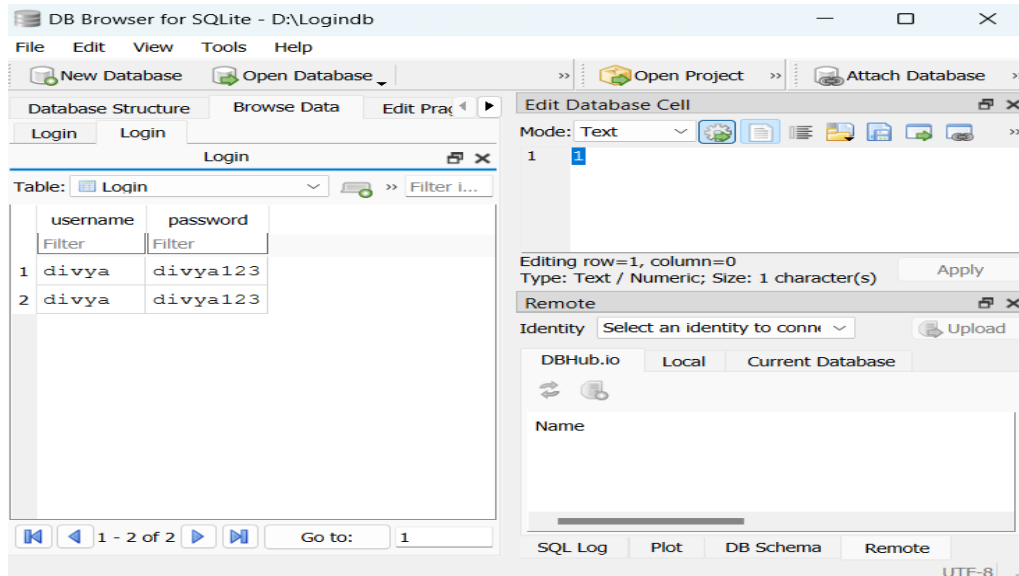 DB Browser for SQLite - D:\Logindb
File Edit View Tools Help
New Database Open Database » Open Project » Attach Database »
Database Structure Browse Data Edit Prag
Login Login
Login
Table: Login » Filter i...
username password
Filter Filter
1 divya divya123
2 divya divya123
1 - 2 of 2 Go to: 1
Edit Database Cell
Mode: Text »
1 1
Editing row=1, column=0
Type: Text / Numeric; Size: 1 character(s)
Apply
Remote
Identity Select an identity to conne Upload
DBHub.io Local Current Database
Name
SQL Log Plot DB Schema Remote
UTF-8